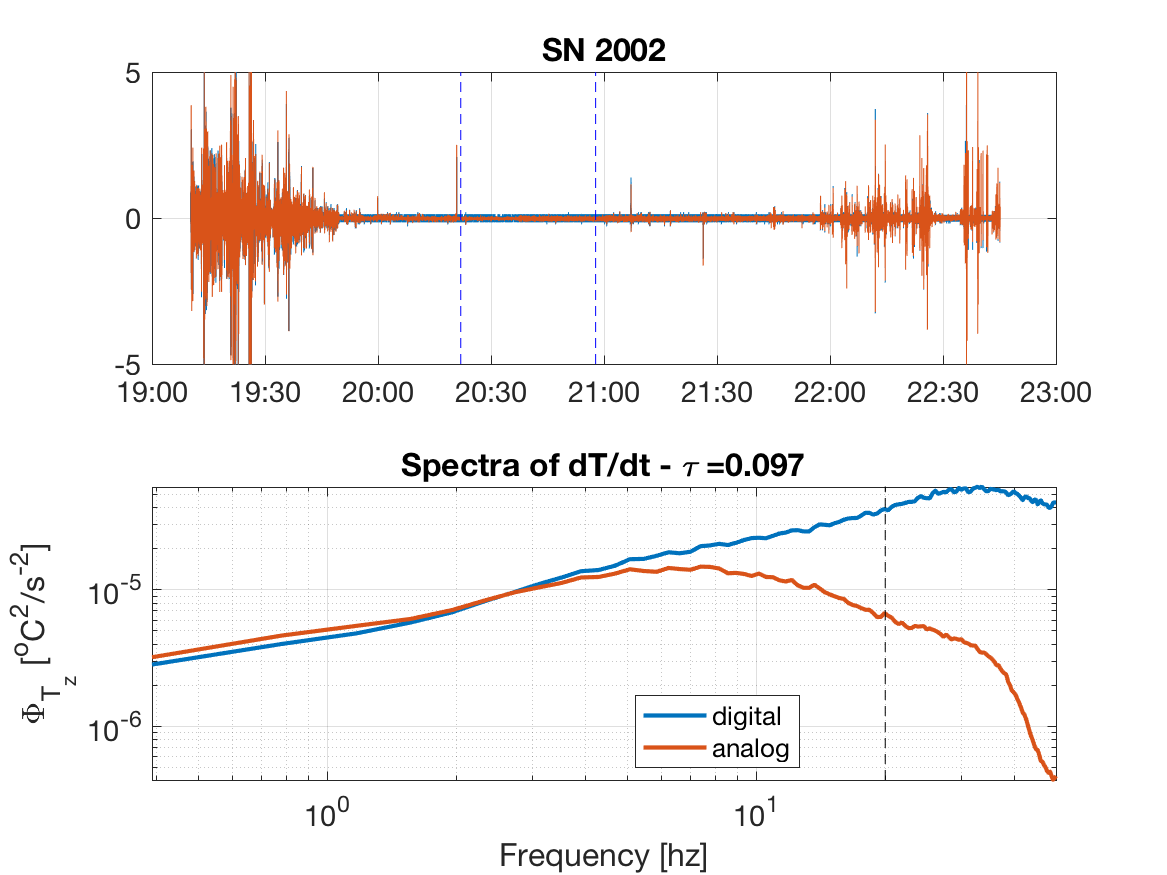 SN 2002
5
0
-5
19:00 19:30 20:00 20:30 21:00 21:30 22:00 22:30 23:00
Spectra of dT/dt - τ =0.097
Φ_{T_z} [°C²/s⁻²]
10⁻⁵
10⁻⁶
digital
analog
10⁰ 10¹
Frequency [hz]